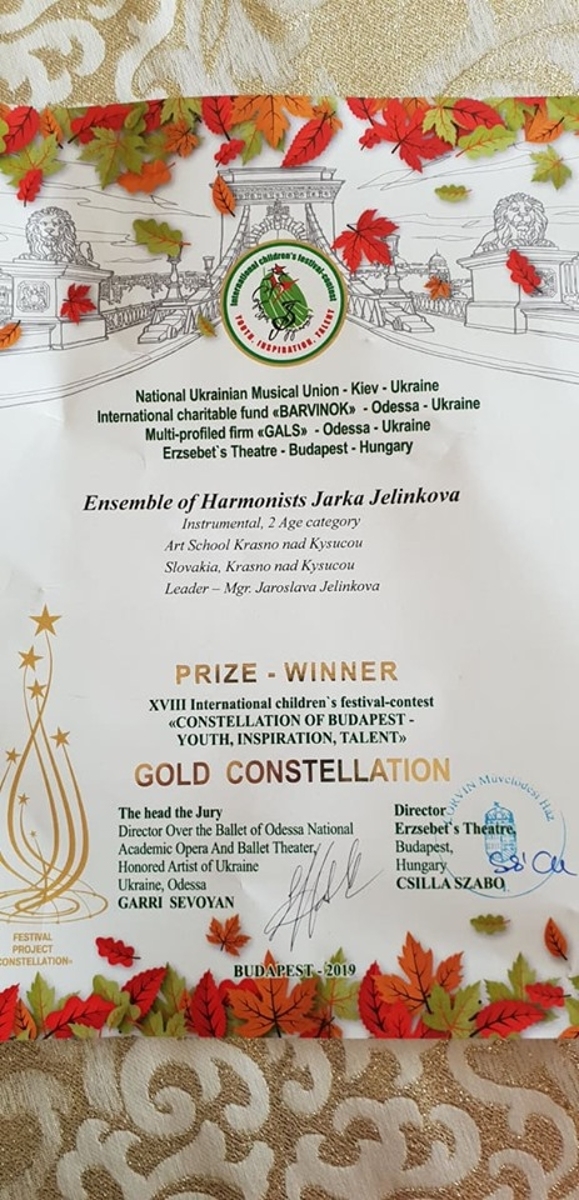 International children's festival-contest
YOUTH, INSPIRATION, TALENT
National Ukrainian Musical Union - Kiev - Ukraine
International charitable fund «BARVINOK» - Odessa - Ukraine
Multi-profiled firm «GALS» - Odessa - Ukraine
Erzsebet`s Theatre - Budapest - Hungary
Ensemble of Harmonists Jarka Jelinkova
Instrumental, 2 Age category
Art School Krasno nad Kysucou
Slovakia, Krasno nad Kysucou
Leader – Mgr. Jaroslava Jelinkova
PRIZE - WINNER
XVIII International children`s festival-contest
«CONSTELLATION OF BUDAPEST -
YOUTH, INSPIRATION, TALENT»
GOLD CONSTELLATION
The head the Jury
Director Over the Ballet of Odessa National
Academic Opera And Ballet Theater,
Honored Artist of Ukraine
Ukraine, Odessa
GARRI SEVOYAN
Director
Erzsebet`s Theatre,
Budapest,
Hungary
CSILLA SZABO
Művelődési Ház
FESTIVAL
PROJECT
CONSTELLATION»
BUDAPEST - 2019